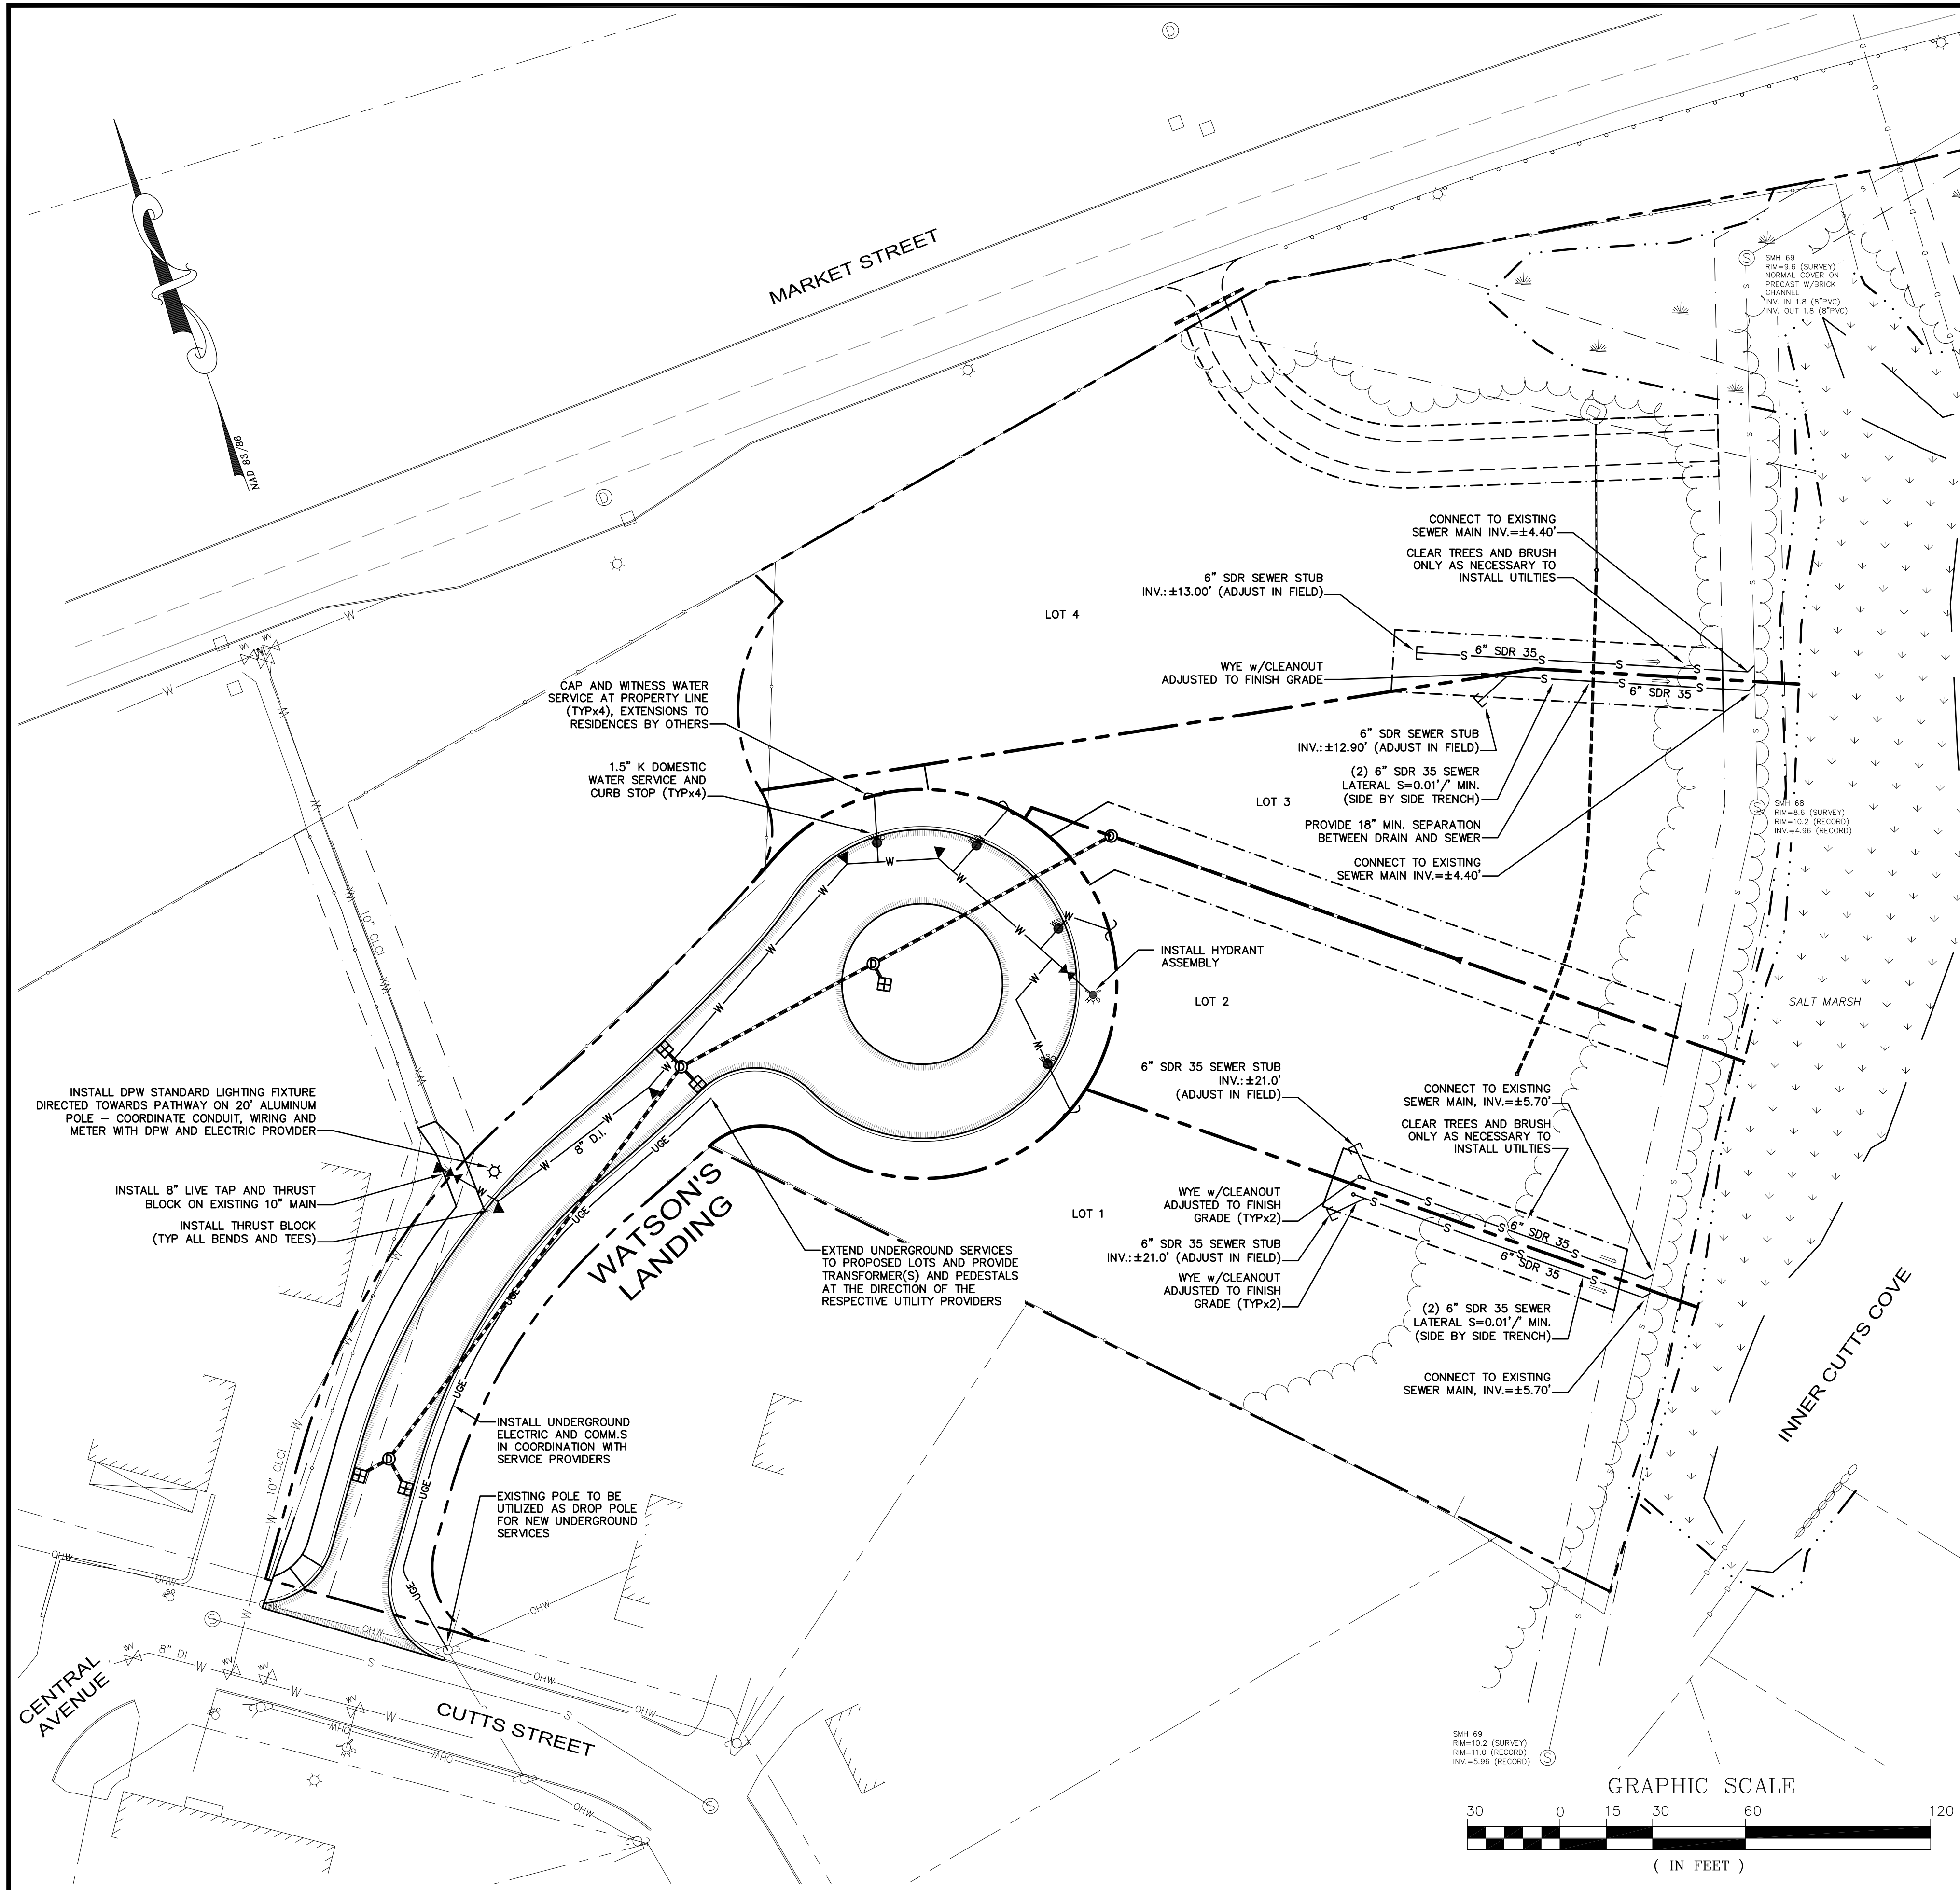 MARKET STREET
NAD 83/86
SMH 69
RIM=9.6 (SURVEY)
NORMAL COVER ON
PRECAST W/BRICK
CHANNEL
INV. IN 1.8 (8"PVC)
INV. OUT 1.8 (8"PVC)
CONNECT TO EXISTING
SEWER MAIN INV.=±4.40'
CLEAR TREES AND BRUSH
ONLY AS NECESSARY TO
INSTALL UTILTIES
6" SDR SEWER STUB
INV.: ±13.00' (ADJUST IN FIELD)
LOT 4
6" SDR 35
6" SDR 35
WYE w/CLEANOUT
ADJUSTED TO FINISH GRADE
CAP AND WITNESS WATER
SERVICE AT PROPERTY LINE
(TYPx4), EXTENSIONS TO
RESIDENCES BY OTHERS
6" SDR SEWER STUB
INV.: ±12.90' (ADJUST IN FIELD)
1.5" K DOMESTIC
WATER SERVICE AND
CURB STOP (TYPx4)
(2) 6" SDR 35 SEWER
LATERAL S=0.01'/' MIN.
(SIDE BY SIDE TRENCH)
LOT 3
PROVIDE 18" MIN. SEPARATION
BETWEEN DRAIN AND SEWER
SMH 68
RIM=8.6 (SURVEY)
RIM=10.2 (RECORD)
INV.=4.96 (RECORD)
CONNECT TO EXISTING
SEWER MAIN INV.=±4.40'
10" CLCI
INSTALL HYDRANT
ASSEMBLY
LOT 2
SALT MARSH
6" SDR 35 SEWER STUB
INV.: ±21.0'
(ADJUST IN FIELD)
CONNECT TO EXISTING
SEWER MAIN, INV.=±5.70'
INSTALL DPW STANDARD LIGHTING FIXTURE
DIRECTED TOWARDS PATHWAY ON 20' ALUMINUM
POLE – COORDINATE CONDUIT, WIRING AND
METER WITH DPW AND ELECTRIC PROVIDER
CLEAR TREES AND BRUSH
ONLY AS NECESSARY TO
INSTALL UTILTIES
8" D.I.
UGE
INSTALL 8" LIVE TAP AND THRUST
BLOCK ON EXISTING 10" MAIN
INSTALL THRUST BLOCK
(TYP ALL BENDS AND TEES)
WATSON'S
LANDING
LOT 1
WYE w/CLEANOUT
ADJUSTED TO FINISH
GRADE (TYPx2)
6" SDR 35
6" SDR 35
UGE
EXTEND UNDERGROUND SERVICES
TO PROPOSED LOTS AND PROVIDE
TRANSFORMER(S) AND PEDESTALS
AT THE DIRECTION OF THE
RESPECTIVE UTILITY PROVIDERS
6" SDR 35 SEWER STUB
INV.: ±21.0' (ADJUST IN FIELD)
WYE w/CLEANOUT
ADJUSTED TO FINISH
GRADE (TYPx2)
UGE
(2) 6" SDR 35 SEWER
LATERAL S=0.01'/' MIN.
(SIDE BY SIDE TRENCH)
CONNECT TO EXISTING
SEWER MAIN, INV.=±5.70'
INNER CUTTS COVE
UGE
INSTALL UNDERGROUND
ELECTRIC AND COMM.S
IN COORDINATION WITH
SERVICE PROVIDERS
10" CLCI
UGE
EXISTING POLE TO BE
UTILIZED AS DROP POLE
FOR NEW UNDERGROUND
SERVICES
OHW
OHW
UGE
OHW
OHW
OHW
8" DI
OHW
OHW
CENTRAL
AVENUE
CUTTS STREET
OHW
OHW
OHW
SMH 69
RIM=10.2 (SURVEY)
RIM=11.0 (RECORD)
INV.=5.96 (RECORD)
GRAPHIC SCALE
30 0 15 30 60 120
( IN FEET )